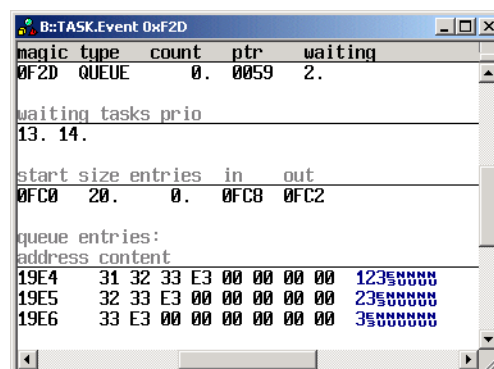 B::TASK.Event 0xF2D
magic type count ptr waiting
0F2D QUEUE 0. 0059 2.
waiting tasks prio
13. 14.
start size entries in out
0FC0 20. 0. 0FC8 0FC2
queue entries:
address content
19E4 31 32 33 E3 00 00 00 00 123
19E5 32 33 E3 00 00 00 00 00 23
19E6 33 E3 00 00 00 00 00 00 3